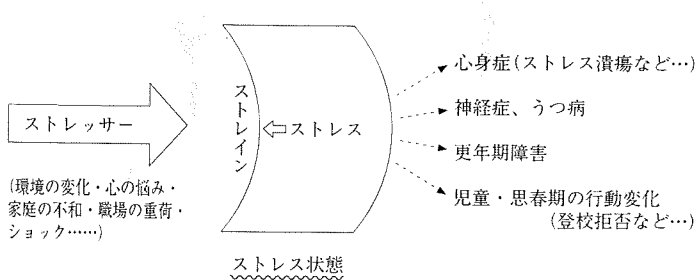 ストレッサー
(環境の変化・心の悩み・
家庭の不和・職場の重荷・
ショック……)
ストレイン
ストレス
ストレス状態
心身症(ストレス潰瘍など…)
神経症、うつ病
更年期障害
児童・思春期の行動変化
(登校拒否など…)